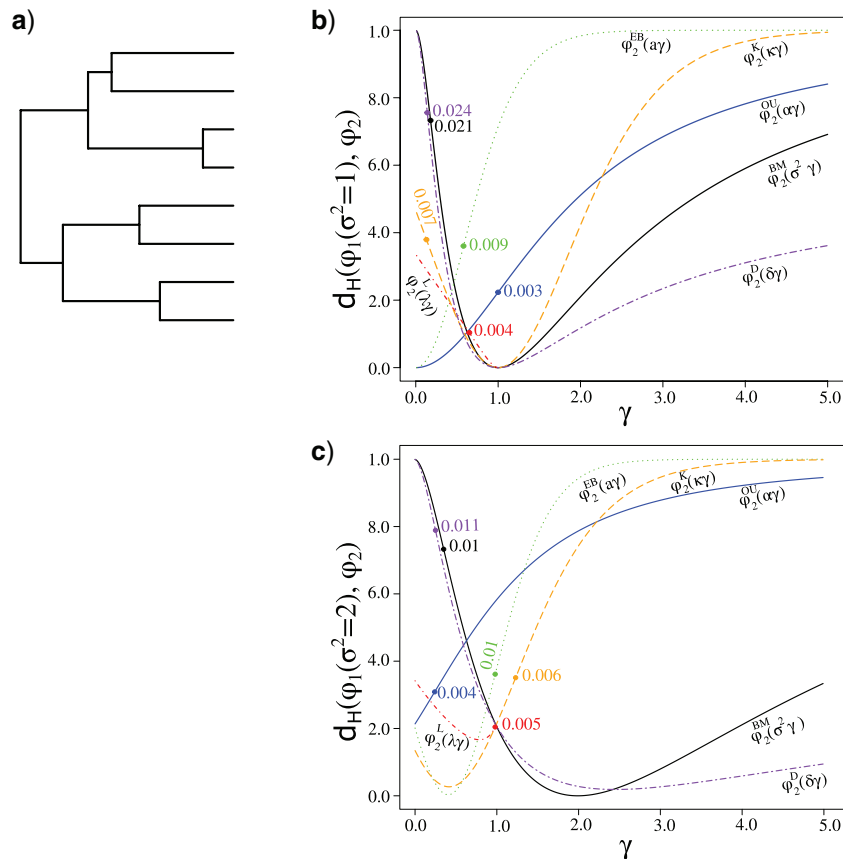 a)
b)
1.0
8.0
6.0
4.0
2.0
0.0
d_H(φ₁(σ²=1), φ₂)
φ₂^EB(aγ)
φ₂^K(κγ)
φ₂^OU(αγ)
φ₂^BM(σ²γ)
φ₂^D(δγ)
φ₂^L(λγ)
0.024
0.021
0.007
0.009
0.003
0.004
0.0
1.0
2.0
3.0
4.0
5.0
γ
c)
1.0
8.0
6.0
4.0
2.0
0.0
d_H(φ₁(σ²=2), φ₂)
φ₂^EB(aγ)
φ₂^K(κγ)
φ₂^OU(αγ)
0.011
0.01
0.01
0.006
0.004
0.005
φ₂^L(λγ)
φ₂^BM(σ²γ)
φ₂^D(δγ)
0.0
1.0
2.0
3.0
4.0
5.0
γ